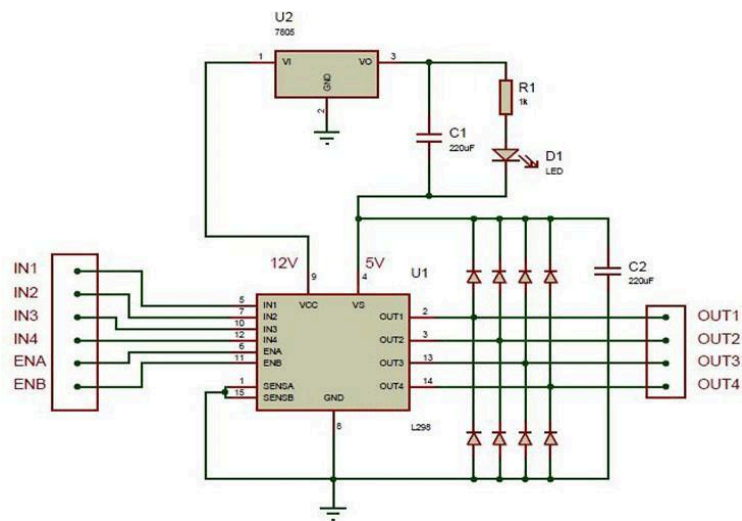 U2
7805
1 VI VO 3
GND
2
R1
1k
C1
220uF
D1
LED
12V 5V
9 4 U1
C2
220uF
IN1
IN2
IN3
IN4
ENA
ENB
5 IN1 VCC VS OUT1 2
7 IN2
10 IN3 OUT2 3
12 IN4
6 ENA OUT3 13
11 ENB
1 SENSA OUT4 14
15 SENSB GND
8 L298
OUT1
OUT2
OUT3
OUT4